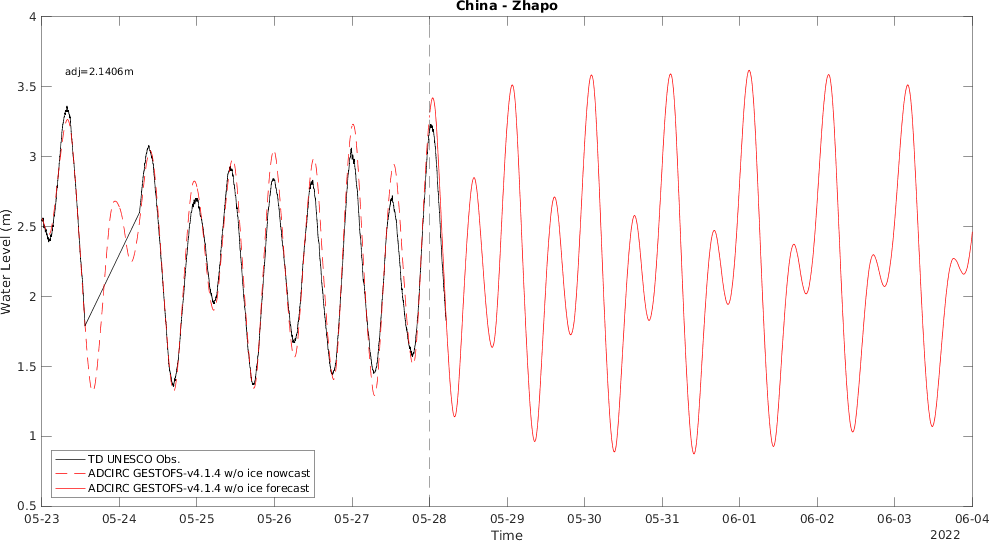 China - Zhapo
adj=2.1406m
4
3.5
3
2.5
2
1.5
1
0.5
Water Level (m)
TD UNESCO Obs.
ADCIRC GESTOFS-v4.1.4 w/o ice nowcast
ADCIRC GESTOFS-v4.1.4 w/o ice forecast
05-23 05-24 05-25 05-26 05-27 05-28 05-29 05-30 05-31 06-01 06-02 06-03 06-04
Time
2022